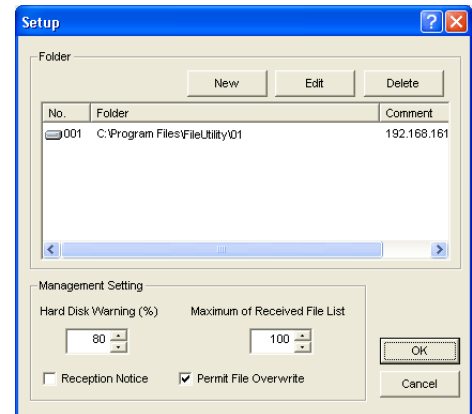 Setup
Folder
New Edit Delete
No. Folder Comment
001 C:\Program Files\FileUtility\01 192.168.161
Management Setting
Hard Disk Warning (%) Maximum of Received File List
80 100
OK
Reception Notice Permit File Overwrite
Cancel